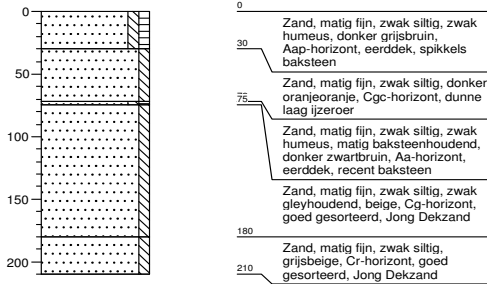 0
50
100
150
200
0
Zand, matig fijn, zwak siltig, zwak
humeus, donker grijsbruin,
Aap-horizont, eerddek, spikkels
baksteen
30
Zand, matig fijn, zwak siltig, donker
oranjeoranje, Cgc-horizont, dunne
laag ijzeroer
75
Zand, matig fijn, zwak siltig, zwak
humeus, matig baksteenhoudend,
donker zwartbruin, Aa-horizont,
eerddek, recent baksteen
Zand, matig fijn, zwak siltig, zwak
gleyhoudend, beige, Cg-horizont,
goed gesorteerd, Jong Dekzand
180
Zand, matig fijn, zwak siltig,
grijsbeige, Cr-horizont, goed
gesorteerd, Jong Dekzand
210